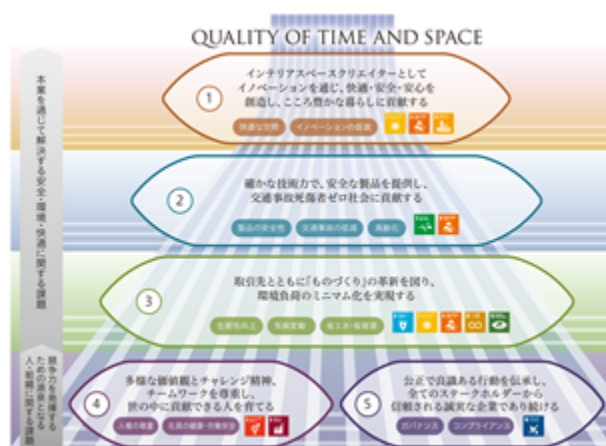 QUALITY OF TIME AND SPACE
本業を通じて解決する安全・環境・快適に関する課題
1
インテリアスペースクリエイターとして
イノベーションを通じ、快適・安全・安心を
創造し、こころ豊かな暮らしに貢献する
快適な空間
イノベーションの促進
2
確かな技術力で、安全な製品を提供し、
交通事故死傷者ゼロ社会に貢献する
製品の安全性
交通事故の低減
高齢化
3
取引先とともに「ものづくり」の革新を図り、
環境負荷のミニマム化を実現する
生産性向上
気候変動
省エネ・省資源
競争力を発揮する
ための源泉となる
人・組織に関する課題
4
多様な価値観とチャレンジ精神、
チームワークを尊重し、
世の中に貢献できる人を育てる
人権の尊重
社員の健康・労働安全
5
公正で良識ある行動を伝承し、
全てのステークホルダーから
信頼される誠実な企業であり続ける
ガバナンス
コンプライアンス